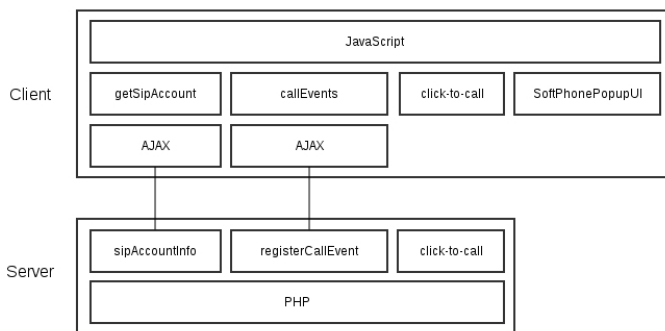 JavaScript
Client
getSipAccount
callEvents
click-to-call
SoftPhonePopupUI
AJAX
AJAX
sipAccountInfo
registerCallEvent
click-to-call
Server
PHP